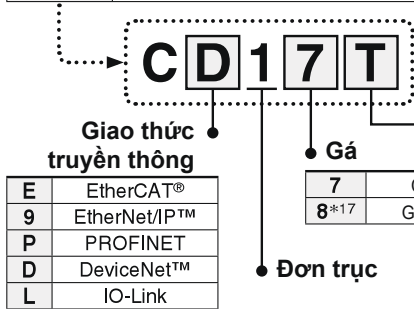 CD17T
Giao thức
truyền thông
E EtherCAT®
9 EtherNet/IP™
P PROFINET
D DeviceNet™
L IO-Link
Gá
7
8*17
Đơn trục